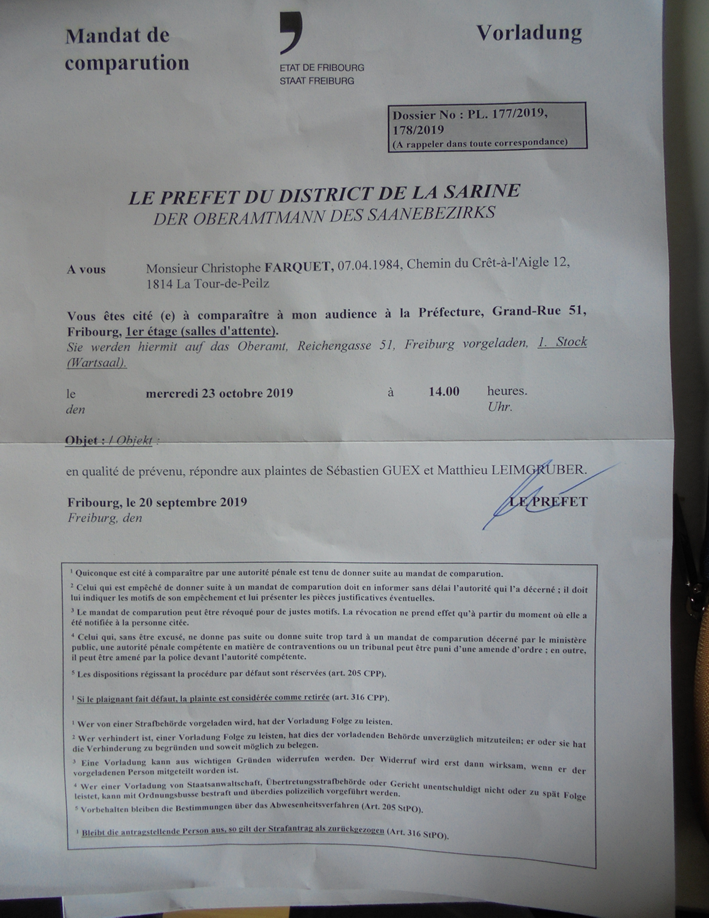 Mandat de
comparution
Vorladung
ETAT DE FRIBOURG
STAAT FREIBURG
Dossier No : PL. 177/2019,
178/2019
(A rappeler dans toute correspondance)
LE PREFET DU DISTRICT DE LA SARINE
DER OBERAMTMANN DES SAANEBEZIRKS
A vous Monsieur Christophe FARQUET, 07.04.1984, Chemin du Crêt-à-l'Aigle 12,
1814 La Tour-de-Peilz
Vous êtes cité (e) à comparaître à mon audience à la Préfecture, Grand-Rue 51,
Fribourg, 1er étage (salles d'attente).
Sie werden hiermit auf das Oberamt, Reichengasse 51, Freiburg vorgeladen, 1. Stock
(Wartsaal).
le mercredi 23 octobre 2019 à 14.00 heures.
den Uhr.
Objet : / Objekt :
en qualité de prévenu, répondre aux plaintes de Sébastien GUEX et Matthieu LEIMGRUBER.
Fribourg, le 20 septembre 2019 LE PREFET
Freiburg, den
1 Quiconque est cité à comparaître par une autorité pénale est tenu de donner suite au mandat de comparution.
2 Celui qui est empêché de donner suite à un mandat de comparution doit en informer sans délai l'autorité qui l'a décerné ; il doit
lui indiquer les motifs de son empêchement et lui présenter les pièces justificatives éventuelles.
3 Le mandat de comparution peut être révoqué pour de justes motifs. La révocation ne prend effet qu'à partir du moment où elle a
été notifiée à la personne citée.
4 Celui qui, sans être excusé, ne donne pas suite ou donne suite trop tard à un mandat de comparution décerné par le ministère
public, une autorité pénale compétente en matière de contraventions ou un tribunal peut être puni d'une amende d'ordre ; en outre,
il peut être amené par la police devant l'autorité compétente.
5 Les dispositions régissant la procédure par défaut sont réservées (art. 205 CPP).
1 Si le plaignant fait défaut, la plainte est considérée comme retirée (art. 316 CPP).
1 Wer von einer Strafbehörde vorgeladen wird, hat der Vorladung Folge zu leisten.
2 Wer verhindert ist, einer Vorladung Folge zu leisten, hat dies der vorladenden Behörde unverzüglich mitzuteilen; er oder sie hat
die Verhinderung zu begründen und soweit möglich zu belegen.
3 Eine Vorladung kann aus wichtigen Gründen widerrufen werden. Der Widerruf wird erst dann wirksam, wenn er der
vorgeladenen Person mitgeteilt worden ist.
4 Wer einer Vorladung von Staatsanwaltschaft, Übertretungsstrafbehörde oder Gericht unentschuldigt nicht oder zu spät Folge
leistet, kann mit Ordnungsbusse bestraft und überdies polizeilich vorgeführt werden.
5 Vorbehalten bleiben die Bestimmungen über das Abwesenheitsverfahren (Art. 205 StPO).
1 Bleibt die antragstellende Person aus, so gilt der Strafantrag als zurückgezogen (Art. 316 StPO).